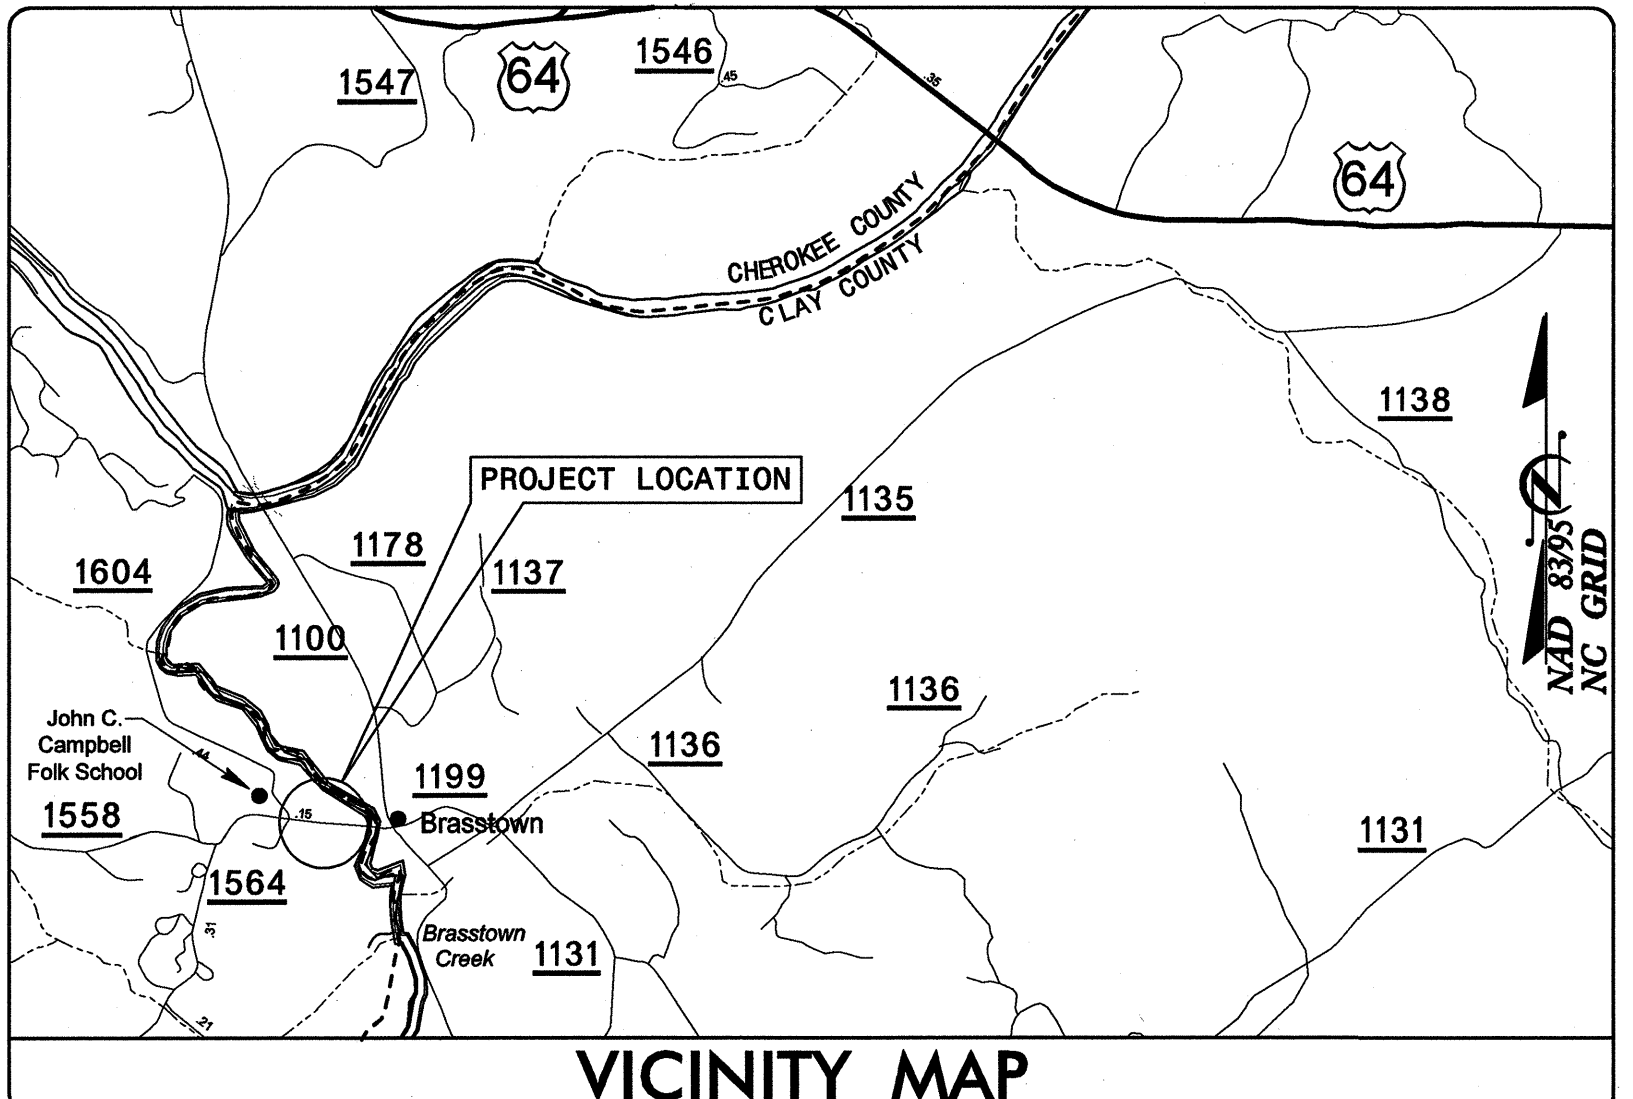 64
1546
1547
.45
.35
64
CHEROKEE COUNTY
CLAY COUNTY
1138
PROJECT LOCATION
1135
1178
1137
1604
1100
NAD 83/95
NC GRID
1136
1136
John C.
Campbell
Folk School
.44
1199
1558
.15
Brasstown
1131
1564
.31
Brasstown
Creek
1131
.21
VICINITY MAP